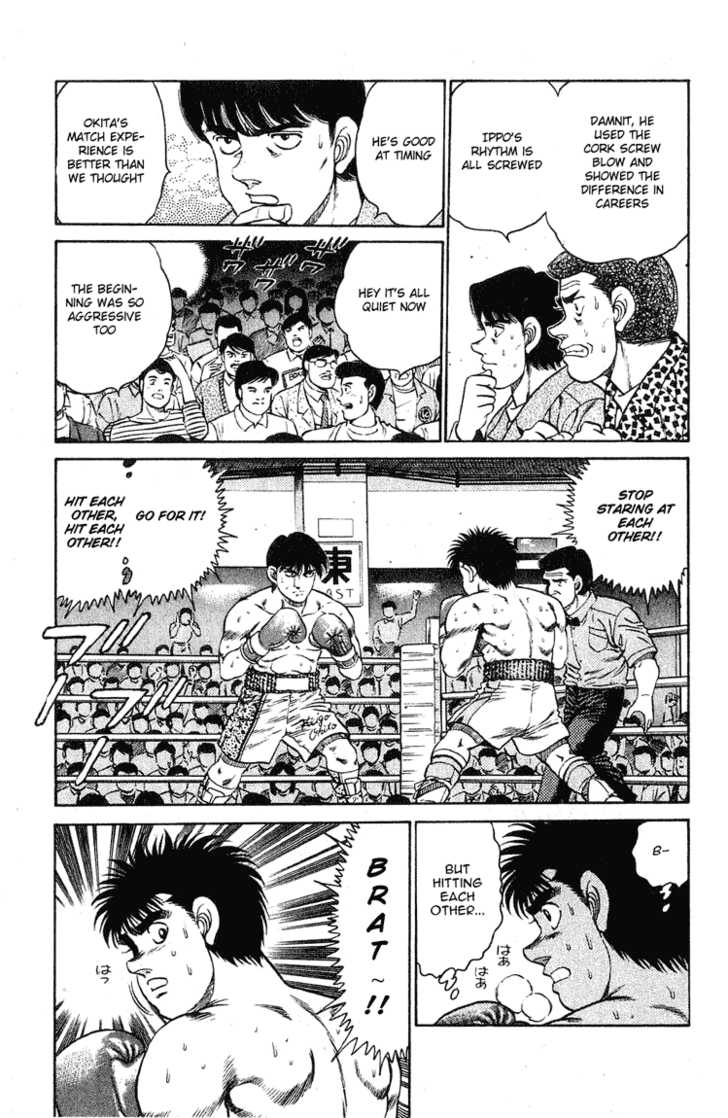 DAMNIT, HE
USED THE
CORK SCREW
BLOW AND
SHOWED THE
DIFFERENCE IN
CAREERS
IPPO'S
RHYTHM IS
ALL SCREWED
HE'S GOOD
AT TIMING
OKITA'S
MATCH EXPE-
RIENCE IS
BETTER THAN
WE THOUGHT
HEY IT'S ALL
QUIET NOW
THE BEGIN-
NING WAS SO
AGGRESSIVE
TOO
STOP
STARING AT
EACH
OTHER!!
GO FOR IT!
HIT EACH
OTHER,
HIT EACH
OTHER!!
東
B-
BUT
HITTING
EACH
OTHER...
はぁ
はぁ
BRAT~!!
はっ